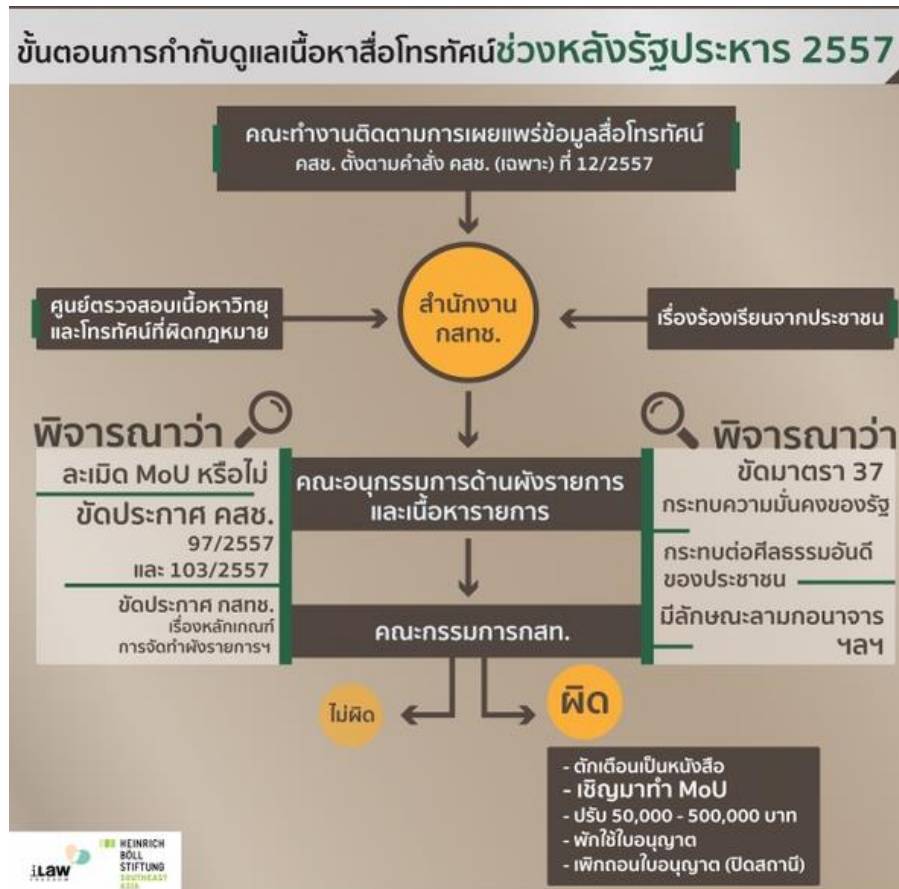 ขั้นตอนการกำกับดูแลเนื้อหาสื่อโทรทัศน์ช่วงหลังรัฐประหาร 2557
คณะทำงานติดตามการเผยแพร่ข้อมูลสื่อโทรทัศน์
คสช. ตั้งตามคำสั่ง คสช. (เฉพาะ) ที่ 12/2557
ศูนย์ตรวจสอบเนื้อหาวิทยุ
และโทรทัศน์ที่ผิดกฎหมาย
สำนักงาน
กสทช.
เรื่องร้องเรียนจากประชาชน
พิจารณาว่า
ละเมิด MoU หรือไม่
ขัดประกาศ คสช.
97/2557
และ 103/2557
ขัดประกาศ กสทช.
เรื่องหลักเกณฑ์
การจัดทำผังรายการฯ
คณะอนุกรรมการด้านผังรายการ
และเนื้อหารายการ
คณะกรรมการกสท.
พิจารณาว่า
ขัดมาตรา 37
กระทบความมั่นคงของรัฐ
กระทบต่อศีลธรรมอันดี
ของประชาชน
มีลักษณะลามกอนาจาร
ฯลฯ
ไม่ผิด
ผิด
- ตักเตือนเป็นหนังสือ
- เชิญมาทำ MoU
- ปรับ 50,000 - 500,000 บาท
- พักใช้ใบอนุญาต
- เพิกถอนใบอนุญาต (ปิดสถานี)
iLAW
HEINRICH
BÖLL
STIFTUNG
SOUTHEAST
ASIA